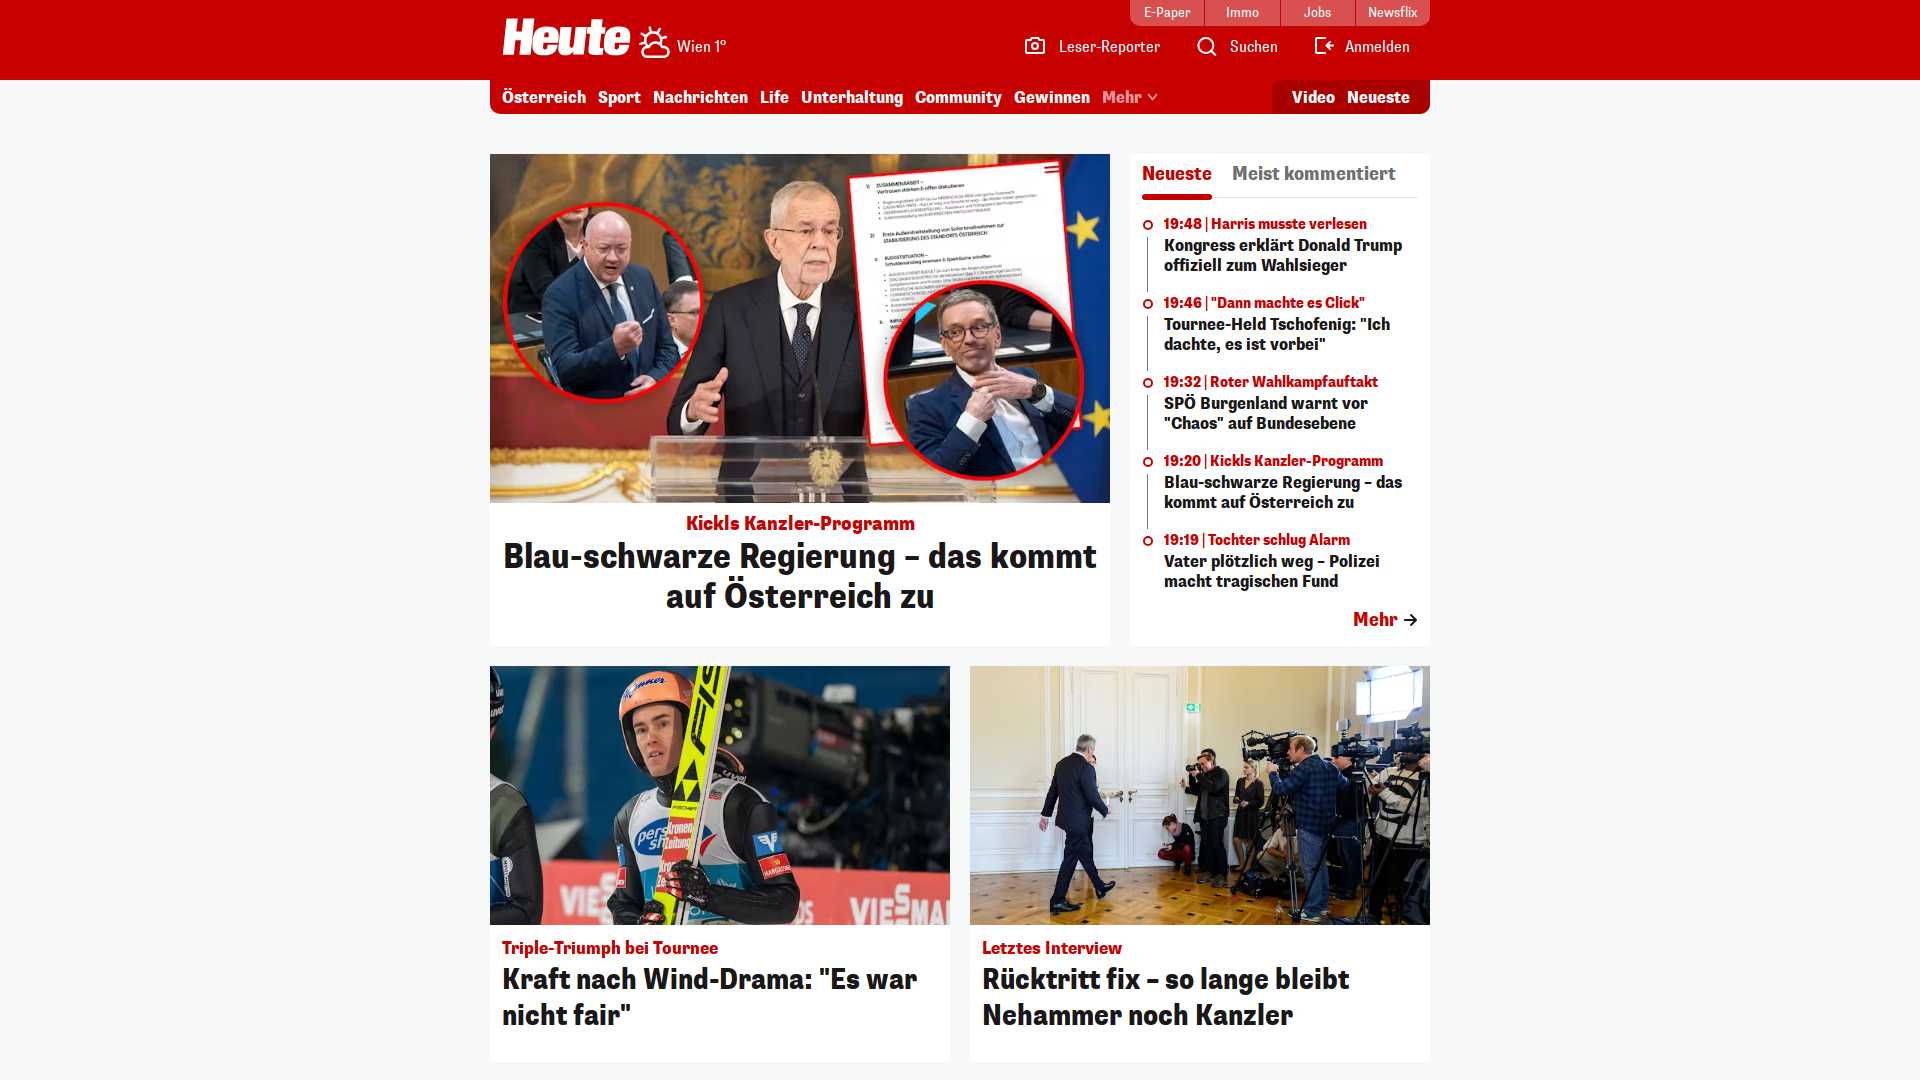 E-Paper
Immo
Jobs
Newsflix
Heute
Wien 1°
Leser-Reporter
Suchen
Anmelden
Österreich
Sport
Nachrichten
Life
Unterhaltung
Community
Gewinnen
Mehr
Video
Neueste
Kickls Kanzler-Programm
Blau-schwarze Regierung – das kommt
auf Österreich zu
Neueste
Meist kommentiert
19:48 | Harris musste verlesen
Kongress erklärt Donald Trump
offiziell zum Wahlsieger
19:46 | "Dann machte es Click"
Tournee-Held Tschofenig: "Ich
dachte, es ist vorbei"
19:32 | Roter Wahlkampfauftakt
SPÖ Burgenland warnt vor
"Chaos" auf Bundesebene
19:20 | Kickls Kanzler-Programm
Blau-schwarze Regierung – das
kommt auf Österreich zu
19:19 | Tochter schlug Alarm
Vater plötzlich weg – Polizei
macht tragischen Fund
Mehr
FIS
FISCHER
Kronen
Zeitung
VIESSMANN
Triple-Triumph bei Tournee
Kraft nach Wind-Drama: "Es war
nicht fair"
Letztes Interview
Rücktritt fix – so lange bleibt
Nehammer noch Kanzler